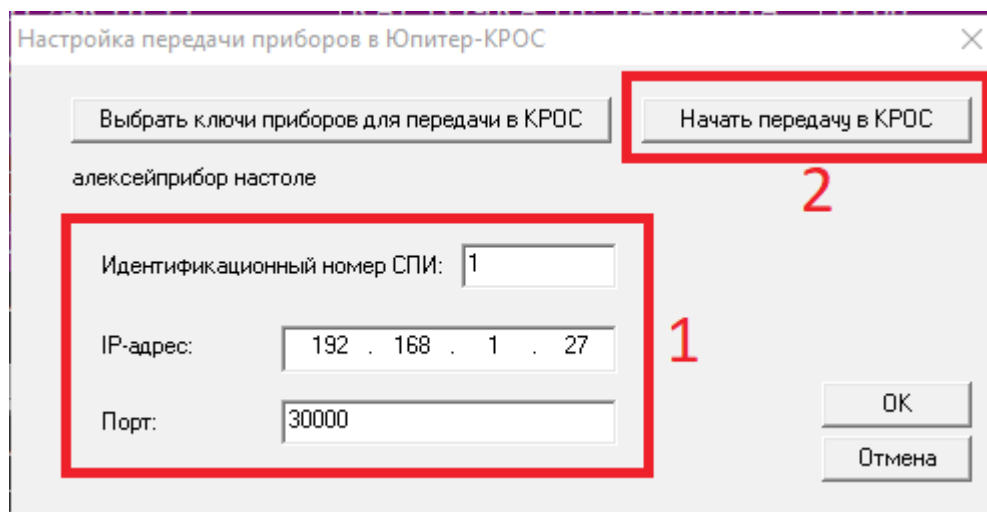 Настройка передачи приборов в Юпитер-КРОС
Выбрать ключи приборов для передачи в КРОС
Начать передачу в КРОС
алексейприбор настоле
2
Идентификационный номер СПИ: 1
IP-адрес: 192 . 168 . 1 . 27
1
Порт: 30000
OK
Отмена